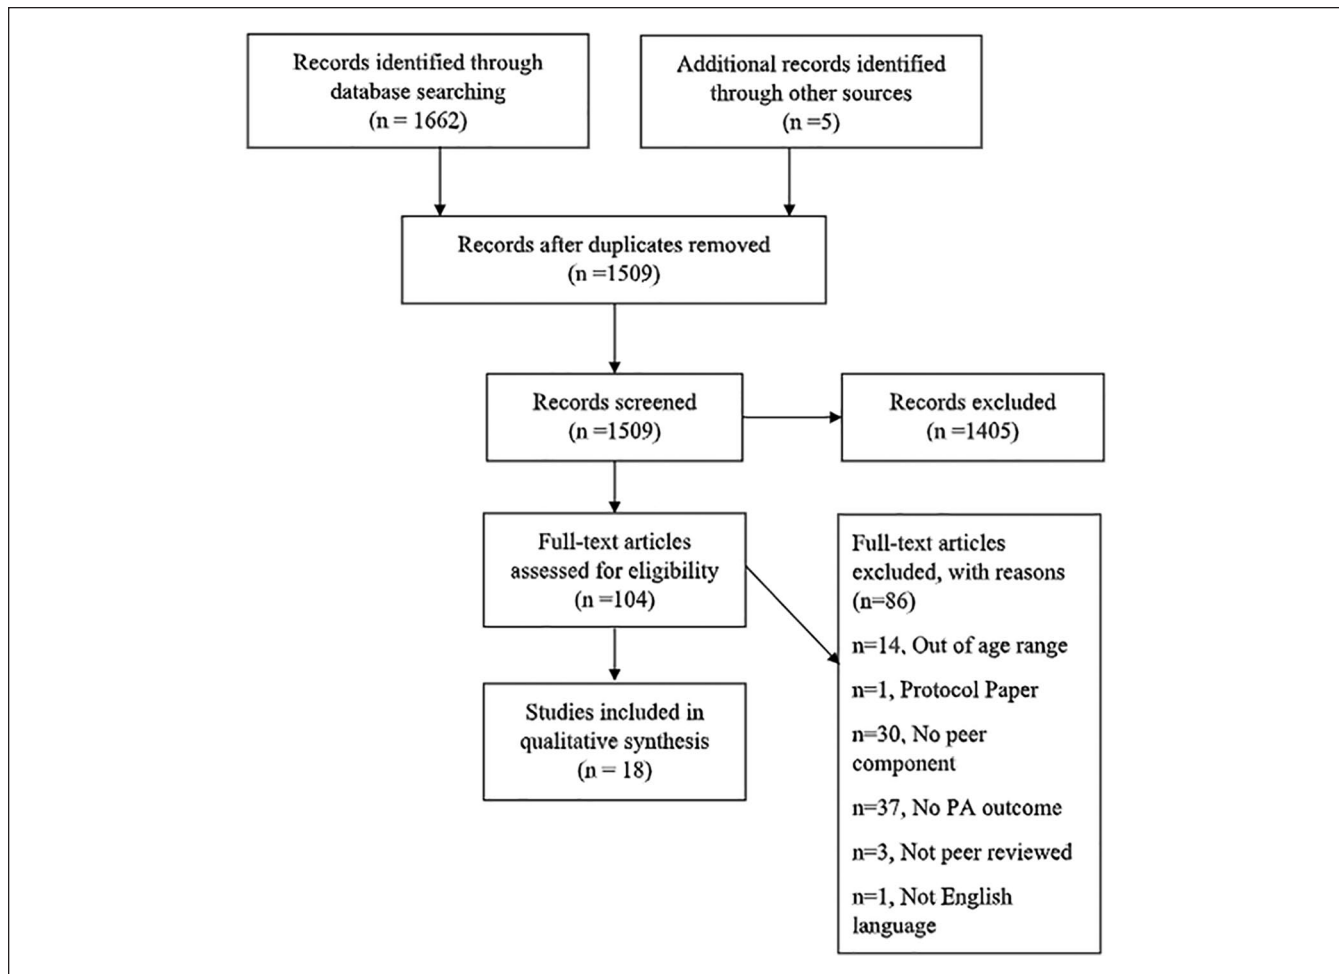 Records identified through
database searching
(n = 1662)
Additional records identified
through other sources
(n =5)
Records after duplicates removed
(n =1509)
Records screened
(n =1509)
Records excluded
(n =1405)
Full-text articles
assessed for eligibility
(n =104)
Full-text articles
excluded, with reasons
(n=86)
n=14, Out of age range
n=1, Protocol Paper
n=30, No peer
component
n=37, No PA outcome
n=3, Not peer reviewed
n=1, Not English
language
Studies included in
qualitative synthesis
(n = 18)